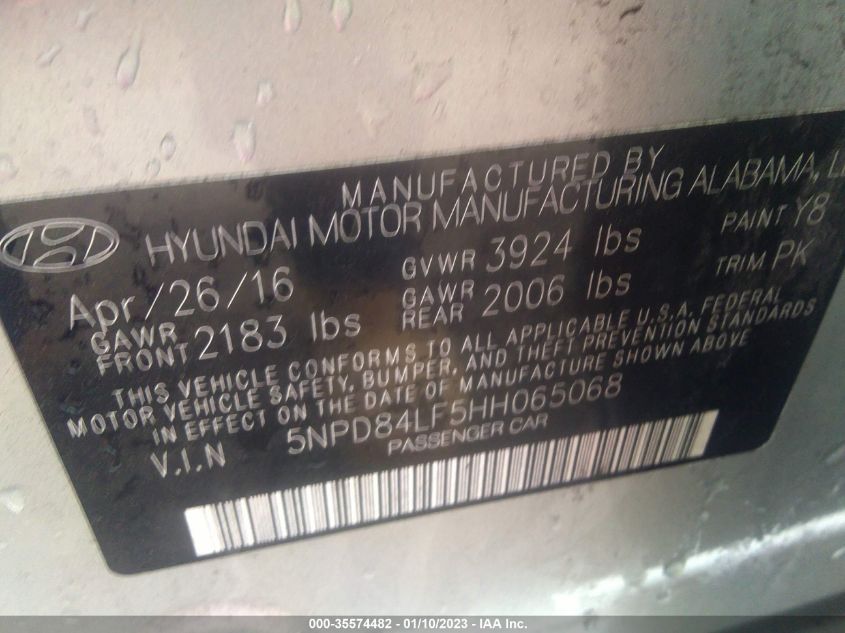 MANUFACTURED BY
HYUNDAI MOTOR MANUFACTURING ALABAMA,
Apr/26/16 GVWR 3924 lbs PAINT Y8
GAWR FRONT 2183 lbs GAWR REAR 2006 lbs TRIM PK
THIS VEHICLE CONFORMS TO ALL APPLICABLE U.S.A. FEDERAL
MOTOR VEHICLE SAFETY, BUMPER, AND THEFT PREVENTION STANDARDS
IN EFFECT ON THE DATE OF MANUFACTURE SHOWN ABOVE
V.I.N 5NPD84LF5HH065068
PASSENGER CAR
000-35574482 - 01/10/2023 - IAA Inc.